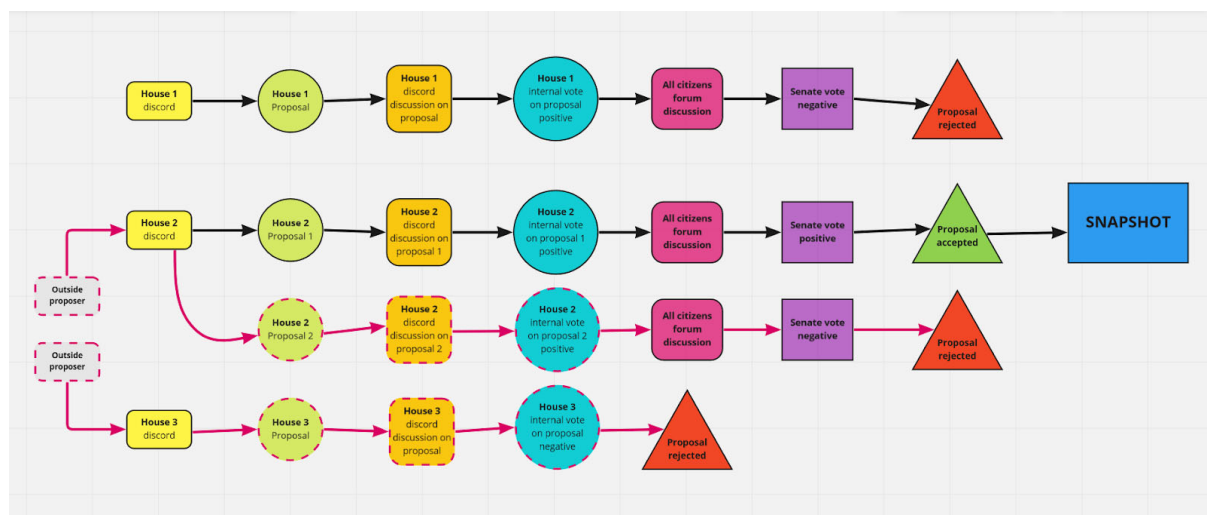 House 1
discord
House 1
Proposal
House 1
discord
discussion on
proposal
House 1
Internal vote
on proposal
positive
All citizens
forum
discussion
Senate vote
negative
Proposal
rejected
House 2
discord
House 2
Proposal 1
House 2
discord
discussion on
proposal 1
House 2
Internal vote
on proposal 1
positive
All citizens
forum
discussion
Senate vote
positive
Proposal
accepted
SNAPSHOT
Outside
proposer
House 2
Proposal 2
House 2
discord
discussion on
proposal 2
House 2
Internal vote
on proposal 2
positive
All citizens
forum
discussion
Senate vote
negative
Proposal
rejected
Outside
proposer
House 3
discord
House 3
Proposal
House 3
discord
discussion on
proposal
House 3
Internal vote
on proposal
negative
Proposal
rejected